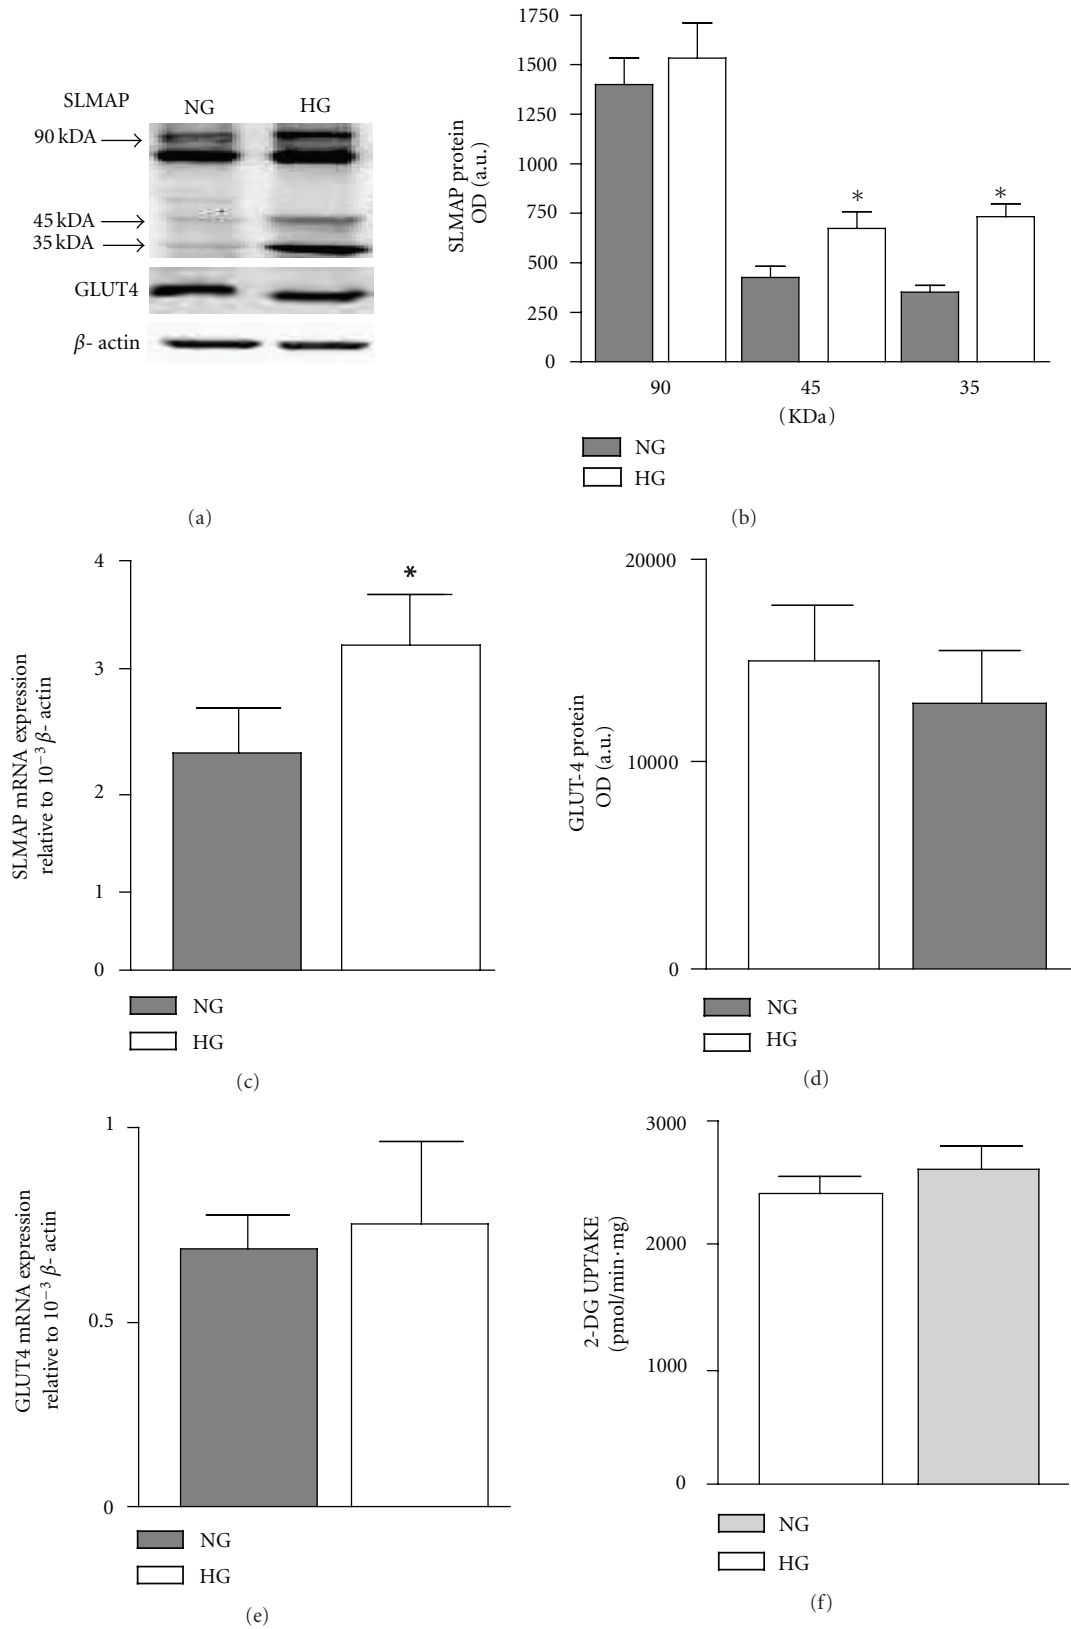 (a)
SLMAP
NG
HG
90 kDA
45 kDA
35 kDA
GLUT4
β- actin
SLMAP protein
OD (a.u.)
1750
1500
1250
1000
750
500
250
0
*
*
90
45
35
(KDa)
NG
HG
(a)
(b)
SLMAP mRNA expression
relative to 10⁻³ β- actin
4
3
2
1
0
*
NG
HG
(c)
GLUT-4 protein
OD (a.u.)
20000
10000
0
NG
HG
(d)
GLUT4 mRNA expression
relative to 10⁻³ β- actin
1
0.5
0
NG
HG
(e)
2-DG UPTAKE
(pmol/min·mg)
3000
2000
1000
0
NG
HG
(f)